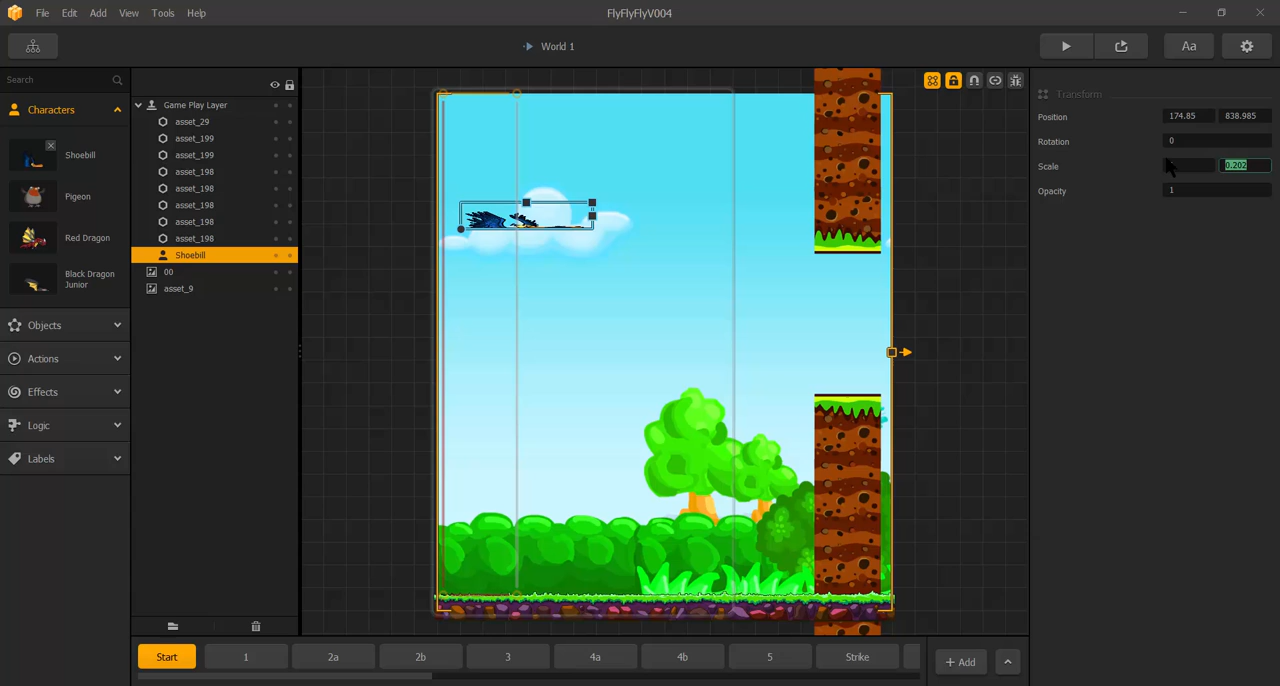 File Edit Add View Tools Help
FlyFlyFlyV004
World 1
Aa
Search
Characters
Shoebill
Pigeon
Red Dragon
Black Dragon
Junior
Objects
Actions
Effects
Logic
Labels
Game Play Layer
asset_29
asset_199
asset_199
asset_198
asset_198
asset_198
asset_198
asset_198
Shoebill
00
asset_9
Transform
Position 174.85 838.985
Rotation 0
Scale 0.202
Opacity 1
Start 1 2a 2b 3 4a 4b 5 Strike
+ Add